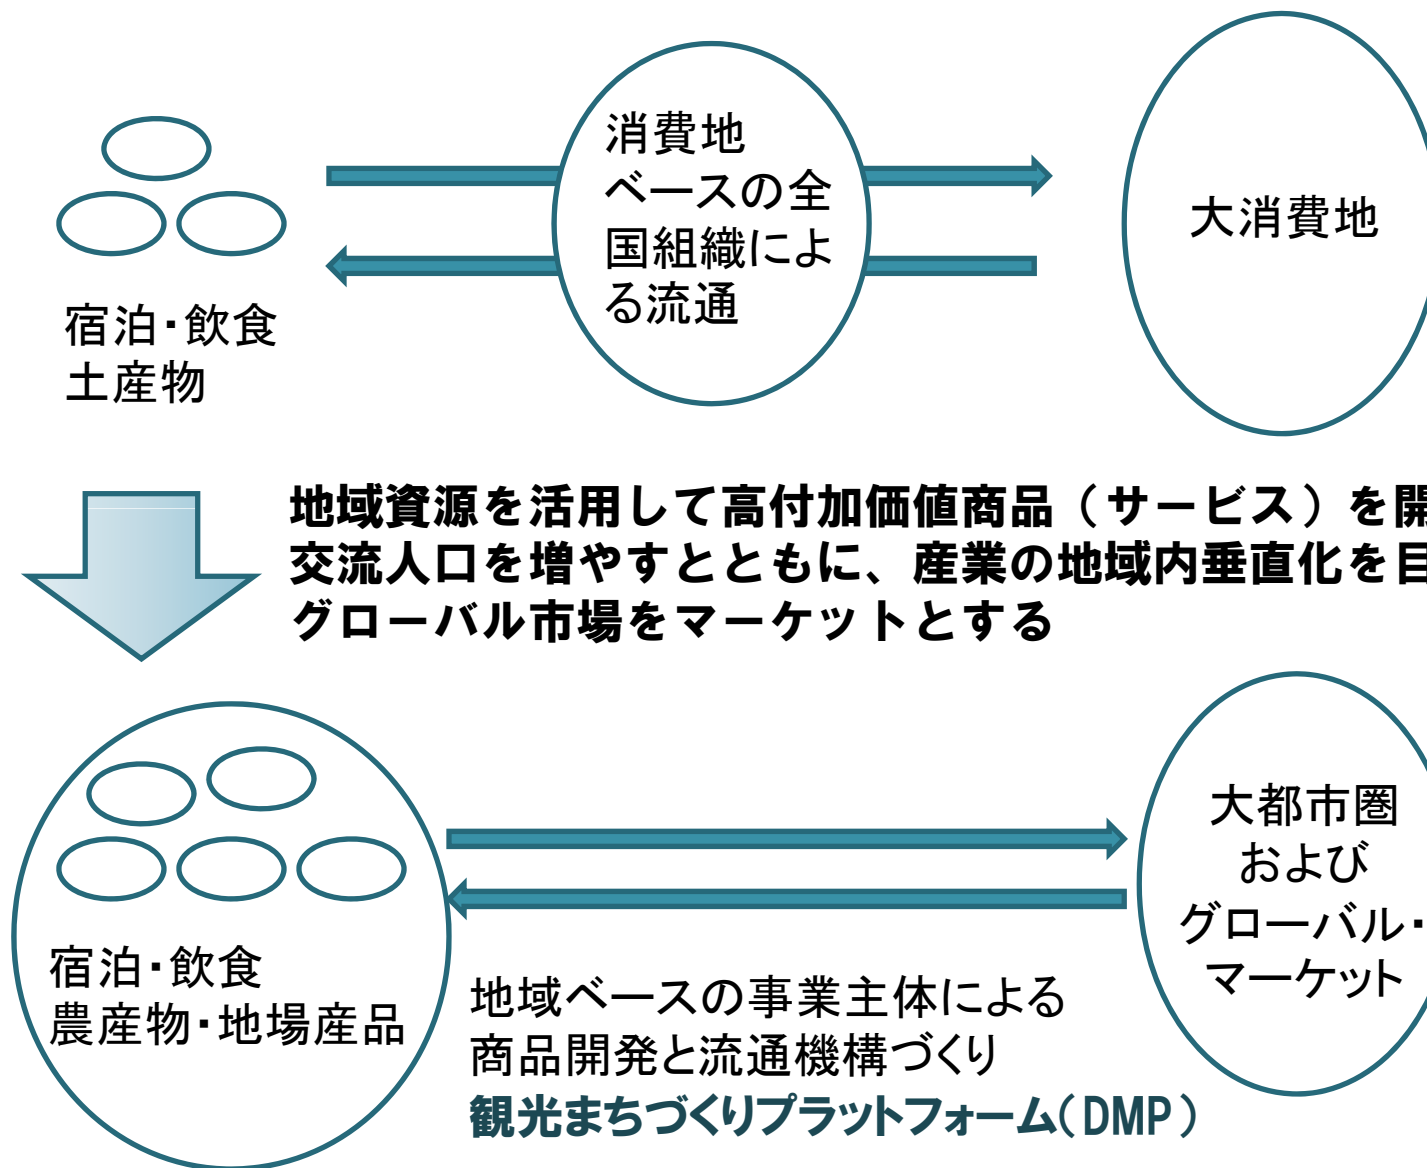 消費地
ベースの全
国組織によ
る流通
大消費地
宿泊・飲食
土産物
地域資源を活用して高付加価値商品（サービス）を開
交流人口を増やすとともに、産業の地域内垂直化を目
グローバル市場をマーケットとする
大都市圏
および
グローバル・
マーケット
宿泊・飲食
農産物・地場産品
地域ベースの事業主体による
商品開発と流通機構づくり
観光まちづくりプラットフォーム（DMP）